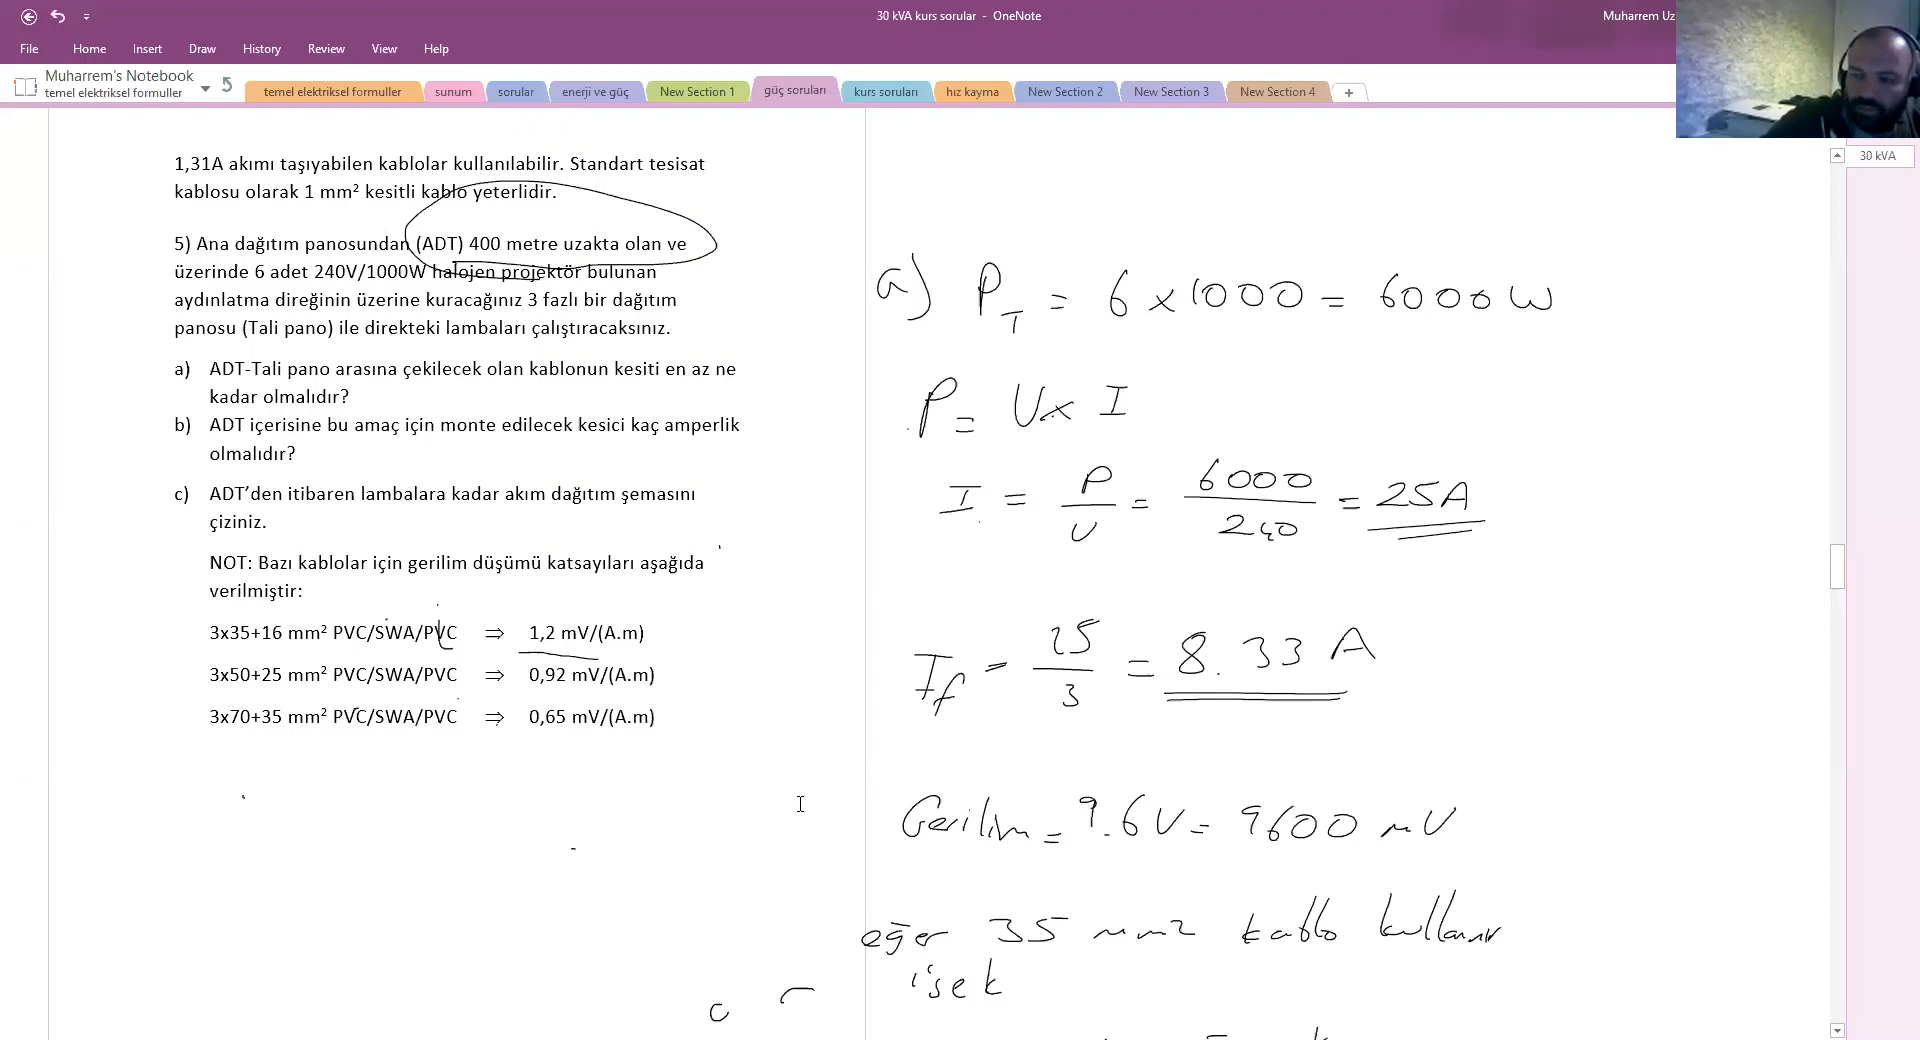 30 kVA kurs sorular - OneNote
Muharrem Uz
File Home Insert Draw History Review View Help
Muharrem's Notebook
temel elektriksel formuller
temel elektriksel formuller sunum sorular enerji ve güç New Section 1 güç soruları kurs soruları hız kayma New Section 2 New Section 3 New Section 4 +
30 kVA
1,31A akımı taşıyabilen kablolar kullanılabilir. Standart tesisat
kablosu olarak 1 mm² kesitli kablo yeterlidir.
5) Ana dağıtım panosundan (ADT) 400 metre uzakta olan ve
üzerinde 6 adet 240V/1000W halojen projektör bulunan
aydınlatma direğinin üzerine kuracağınız 3 fazlı bir dağıtım
panosu (Tali pano) ile direkteki lambaları çalıştıracaksınız.
a) ADT-Tali pano arasına çekilecek olan kablonun kesiti en az ne
kadar olmalıdır?
b) ADT içerisine bu amaç için monte edilecek kesici kaç amperlik
olmalıdır?
c) ADT’den itibaren lambalara kadar akım dağıtım şemasını
çiziniz.
NOT: Bazı kablolar için gerilim düşümü katsayıları aşağıda
verilmiştir:
3x35+16 mm² PVC/SWA/PVC ⇒ 1,2 mV/(A.m)
3x50+25 mm² PVC/SWA/PVC ⇒ 0,92 mV/(A.m)
3x70+35 mm² PVC/SWA/PVC ⇒ 0,65 mV/(A.m)
a) P_T = 6 x 1000 = 6000 W
P = U x I
I = P/U = 6000/240 = 25A
I_f = 25/3 = 8.33 A
Gerilim = 9.6 V = 9600 mV
eğer 35 mm2 kablo kullanır
isek